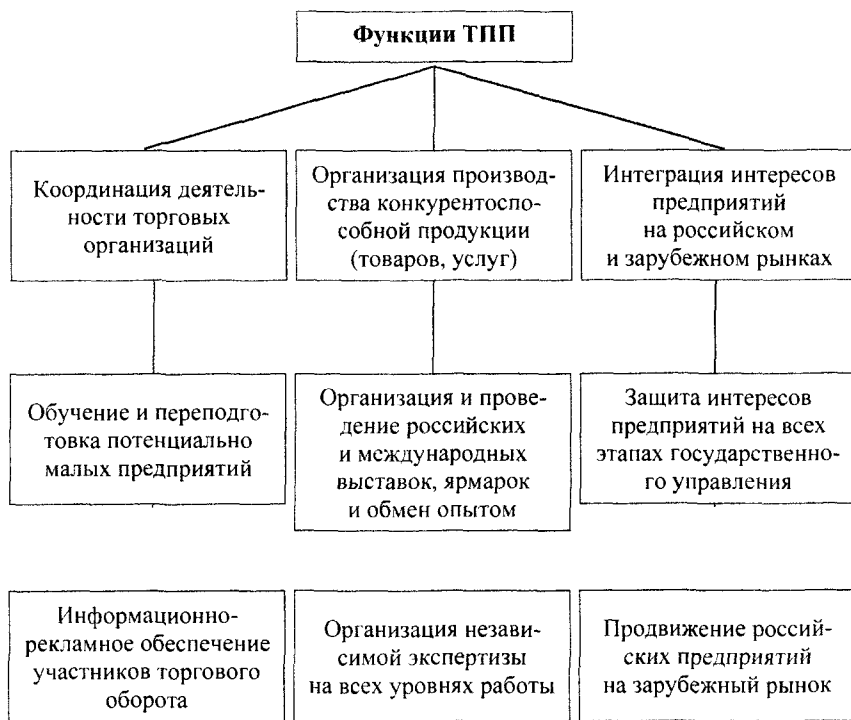 Функции ТПП
Координация деятель-
ности торговых
организаций
Организация производ-
ства конкурентоспо-
собной продукции
(товаров, услуг)
Интеграция интересов
предприятий
на российском
и зарубежном рынках
Обучение и переподго-
товка потенциально
малых предприятий
Организация и прове-
дение российских
и международных
выставок, ярмарок
и обмен опытом
Защита интересов
предприятий на всех
этапах государственно-
го управления
Информационно-
рекламное обеспечение
участников торгового
оборота
Организация незави-
симой экспертизы
на всех уровнях работы
Продвижение россий-
ских предприятий
на зарубежный рынок